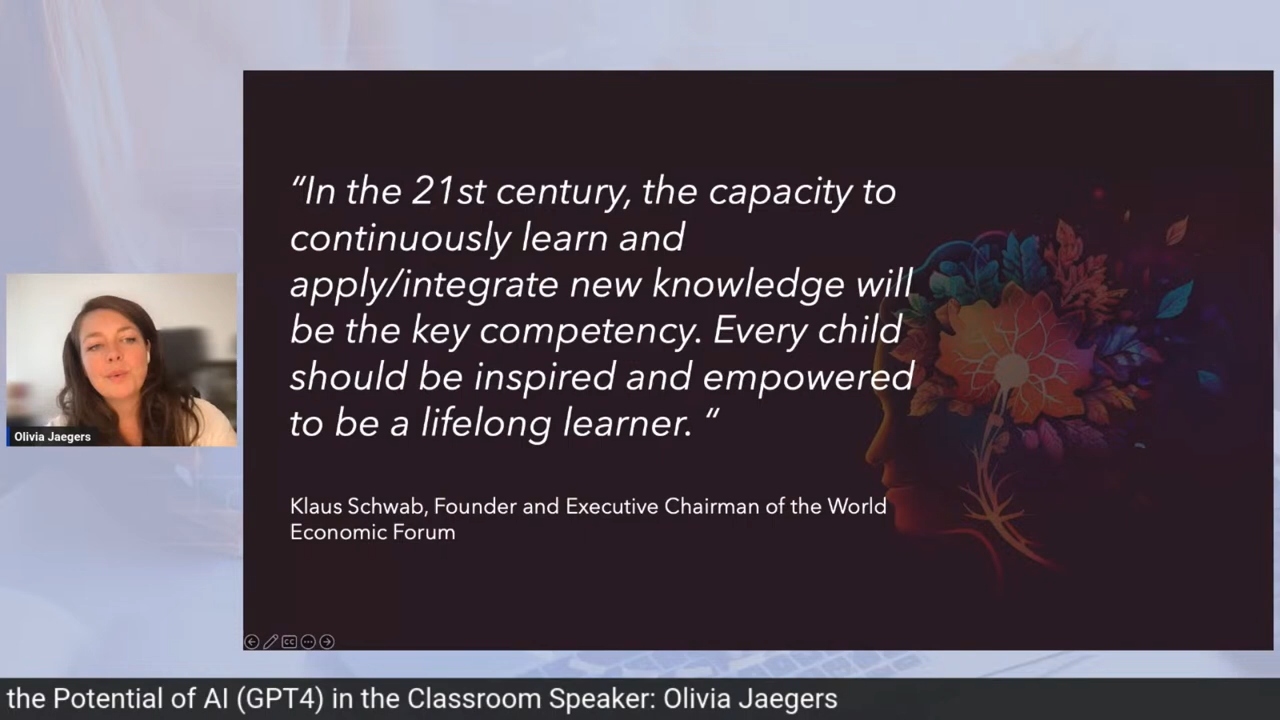 “In the 21st century, the capacity to
continuously learn and
apply/integrate new knowledge will
be the key competency. Every child
should be inspired and empowered
to be a lifelong learner. “
Klaus Schwab, Founder and Executive Chairman of the World
Economic Forum
Olivia Jaegers
CC
the Potential of AI (GPT4) in the Classroom Speaker: Olivia Jaegers